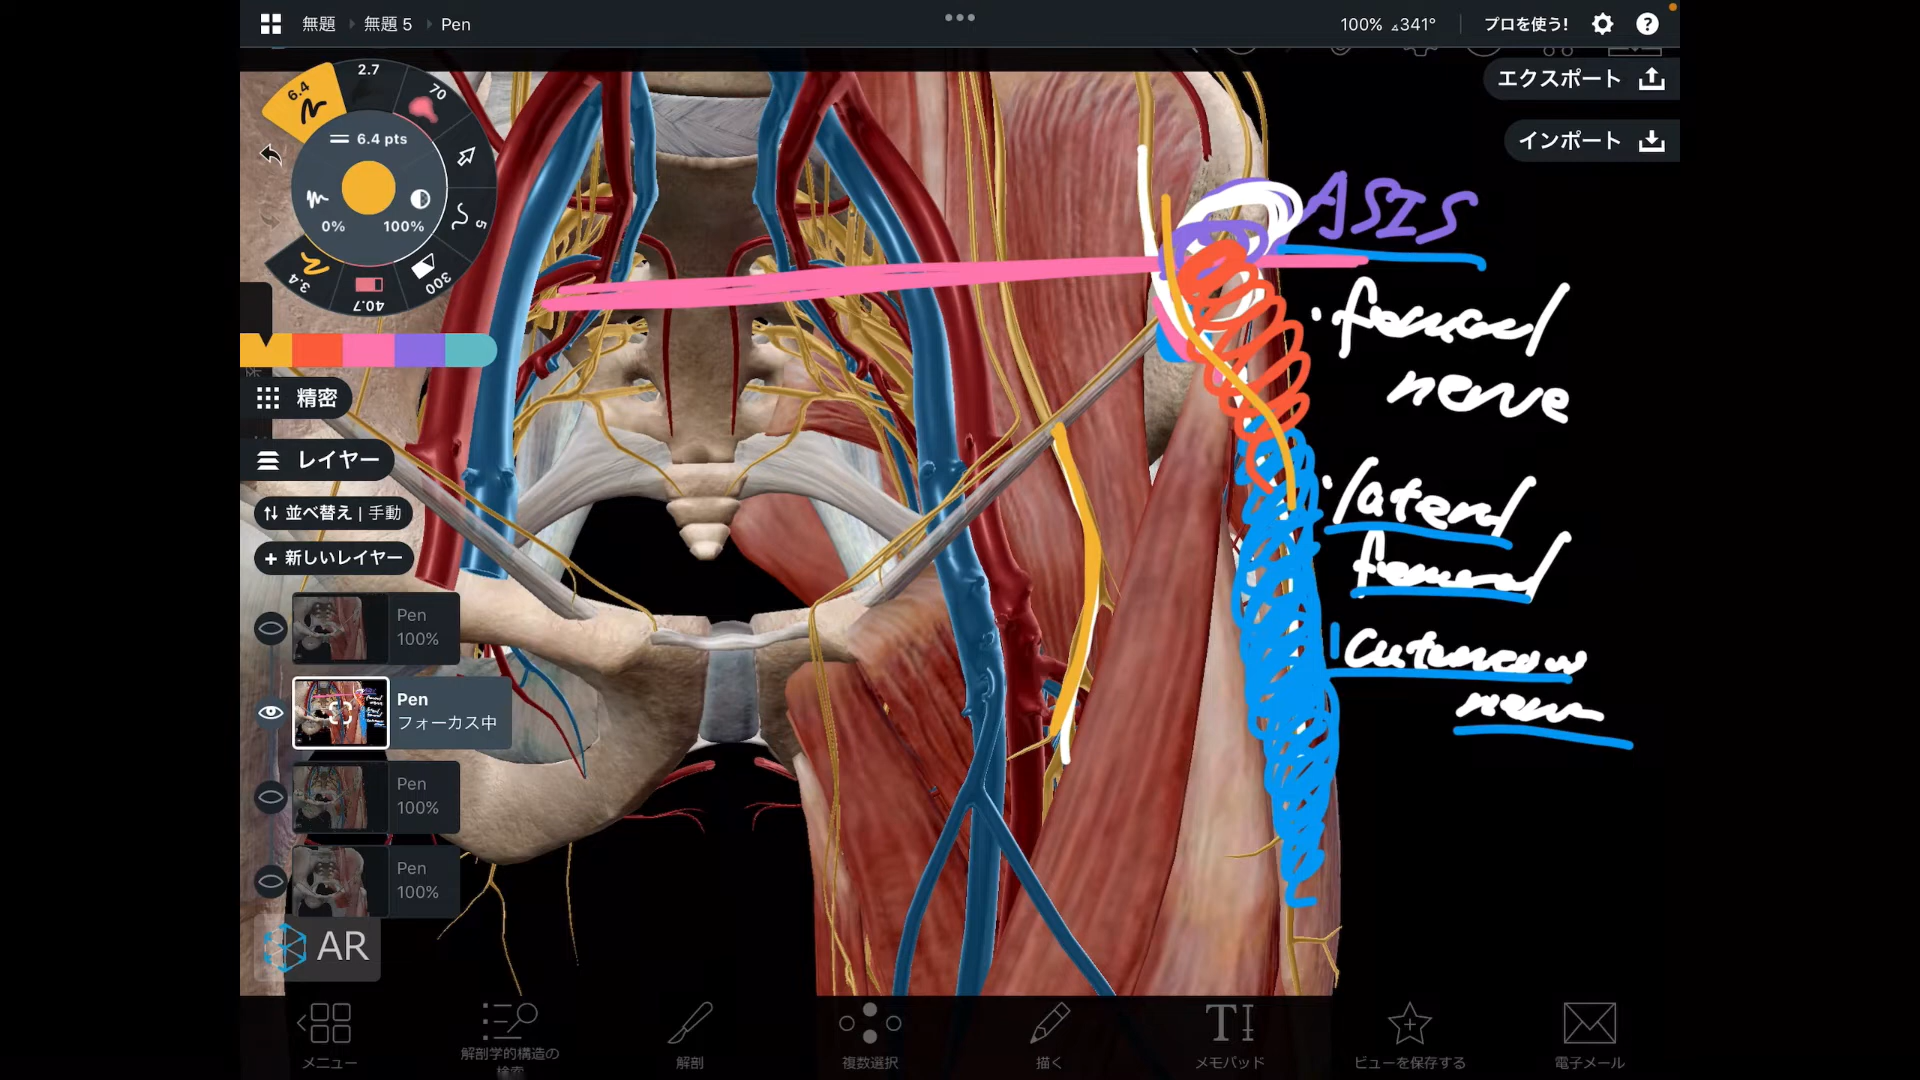 無題 無題 5 Pen
100% ⊿341° プロを使う!
エクスポート
インポート
2.7
6.4
70
6.4 pts
0% 100%
5
3.4
40.7
300
ASIS
・femoral
nerve
・lateral
femoral
cutaneous
nerve
精密
レイヤー
並べ替え | 手動
+ 新しいレイヤー
Pen
100%
Pen
フォーカス中
Pen
100%
Pen
100%
AR
メニュー
解剖学的構造の
検索
解剖
複数選択
描く
メモパッド
ビューを保存する
電子メール